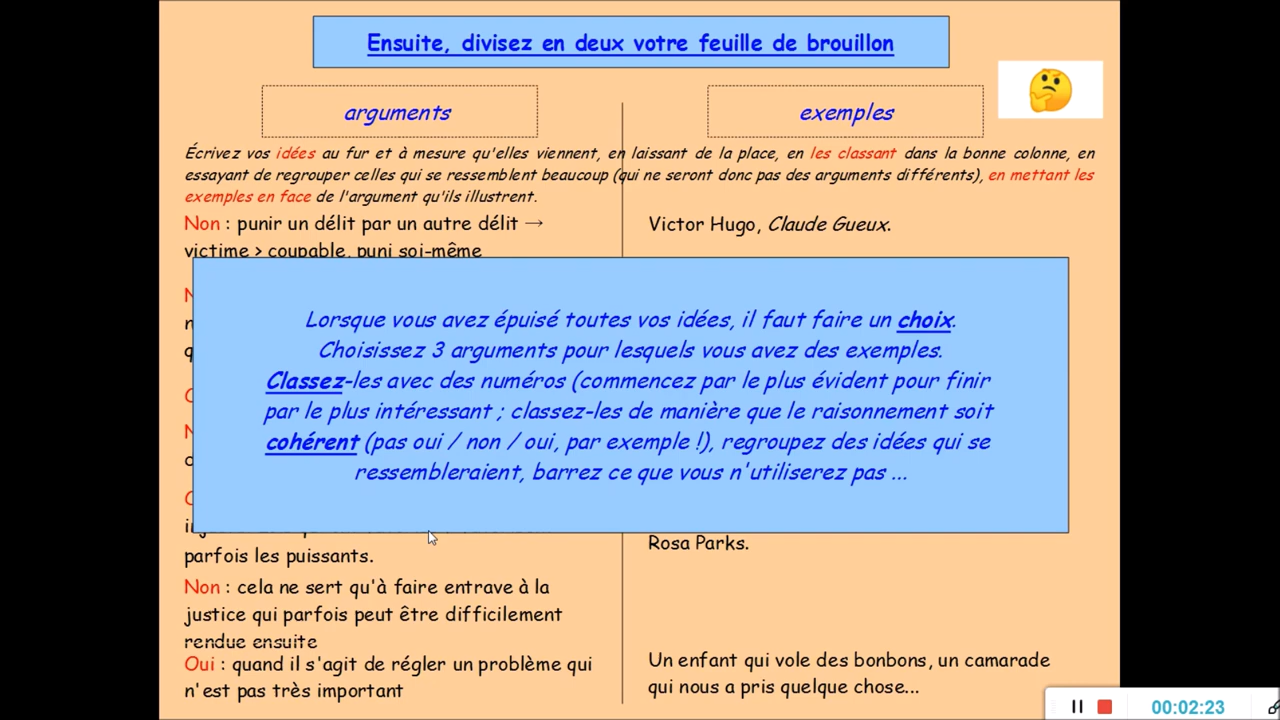 Ensuite, divisez en deux votre feuille de brouillon
arguments
exemples
Écrivez vos idées au fur et à mesure qu'elles viennent, en laissant de la place, en les classant dans la bonne colonne, en
essayant de regrouper celles qui se ressemblent beaucoup (qui ne seront donc pas des arguments différents), en mettant les
exemples en face de l'argument qu'ils illustrent.
Non : punir un délit par un autre délit →
victime > coupable, puni soi-même
Victor Hugo, Claude Gueux.
Lorsque vous avez épuisé toutes vos idées, il faut faire un choix.
Choisissez 3 arguments pour lesquels vous avez des exemples.
Classez-les avec des numéros (commencez par le plus évident pour finir
par le plus intéressant ; classez-les de manière que le raisonnement soit
cohérent (pas oui / non / oui, par exemple !), regroupez des idées qui se
ressembleraient, barrez ce que vous n'utiliserez pas ...
parfois les puissants.
Rosa Parks.
Non : cela ne sert qu'à faire entrave à la
justice qui parfois peut être difficilement
rendue ensuite
Oui : quand il s'agit de régler un problème qui
n'est pas très important
Un enfant qui vole des bonbons, un camarade
qui nous a pris quelque chose...
00:02:23